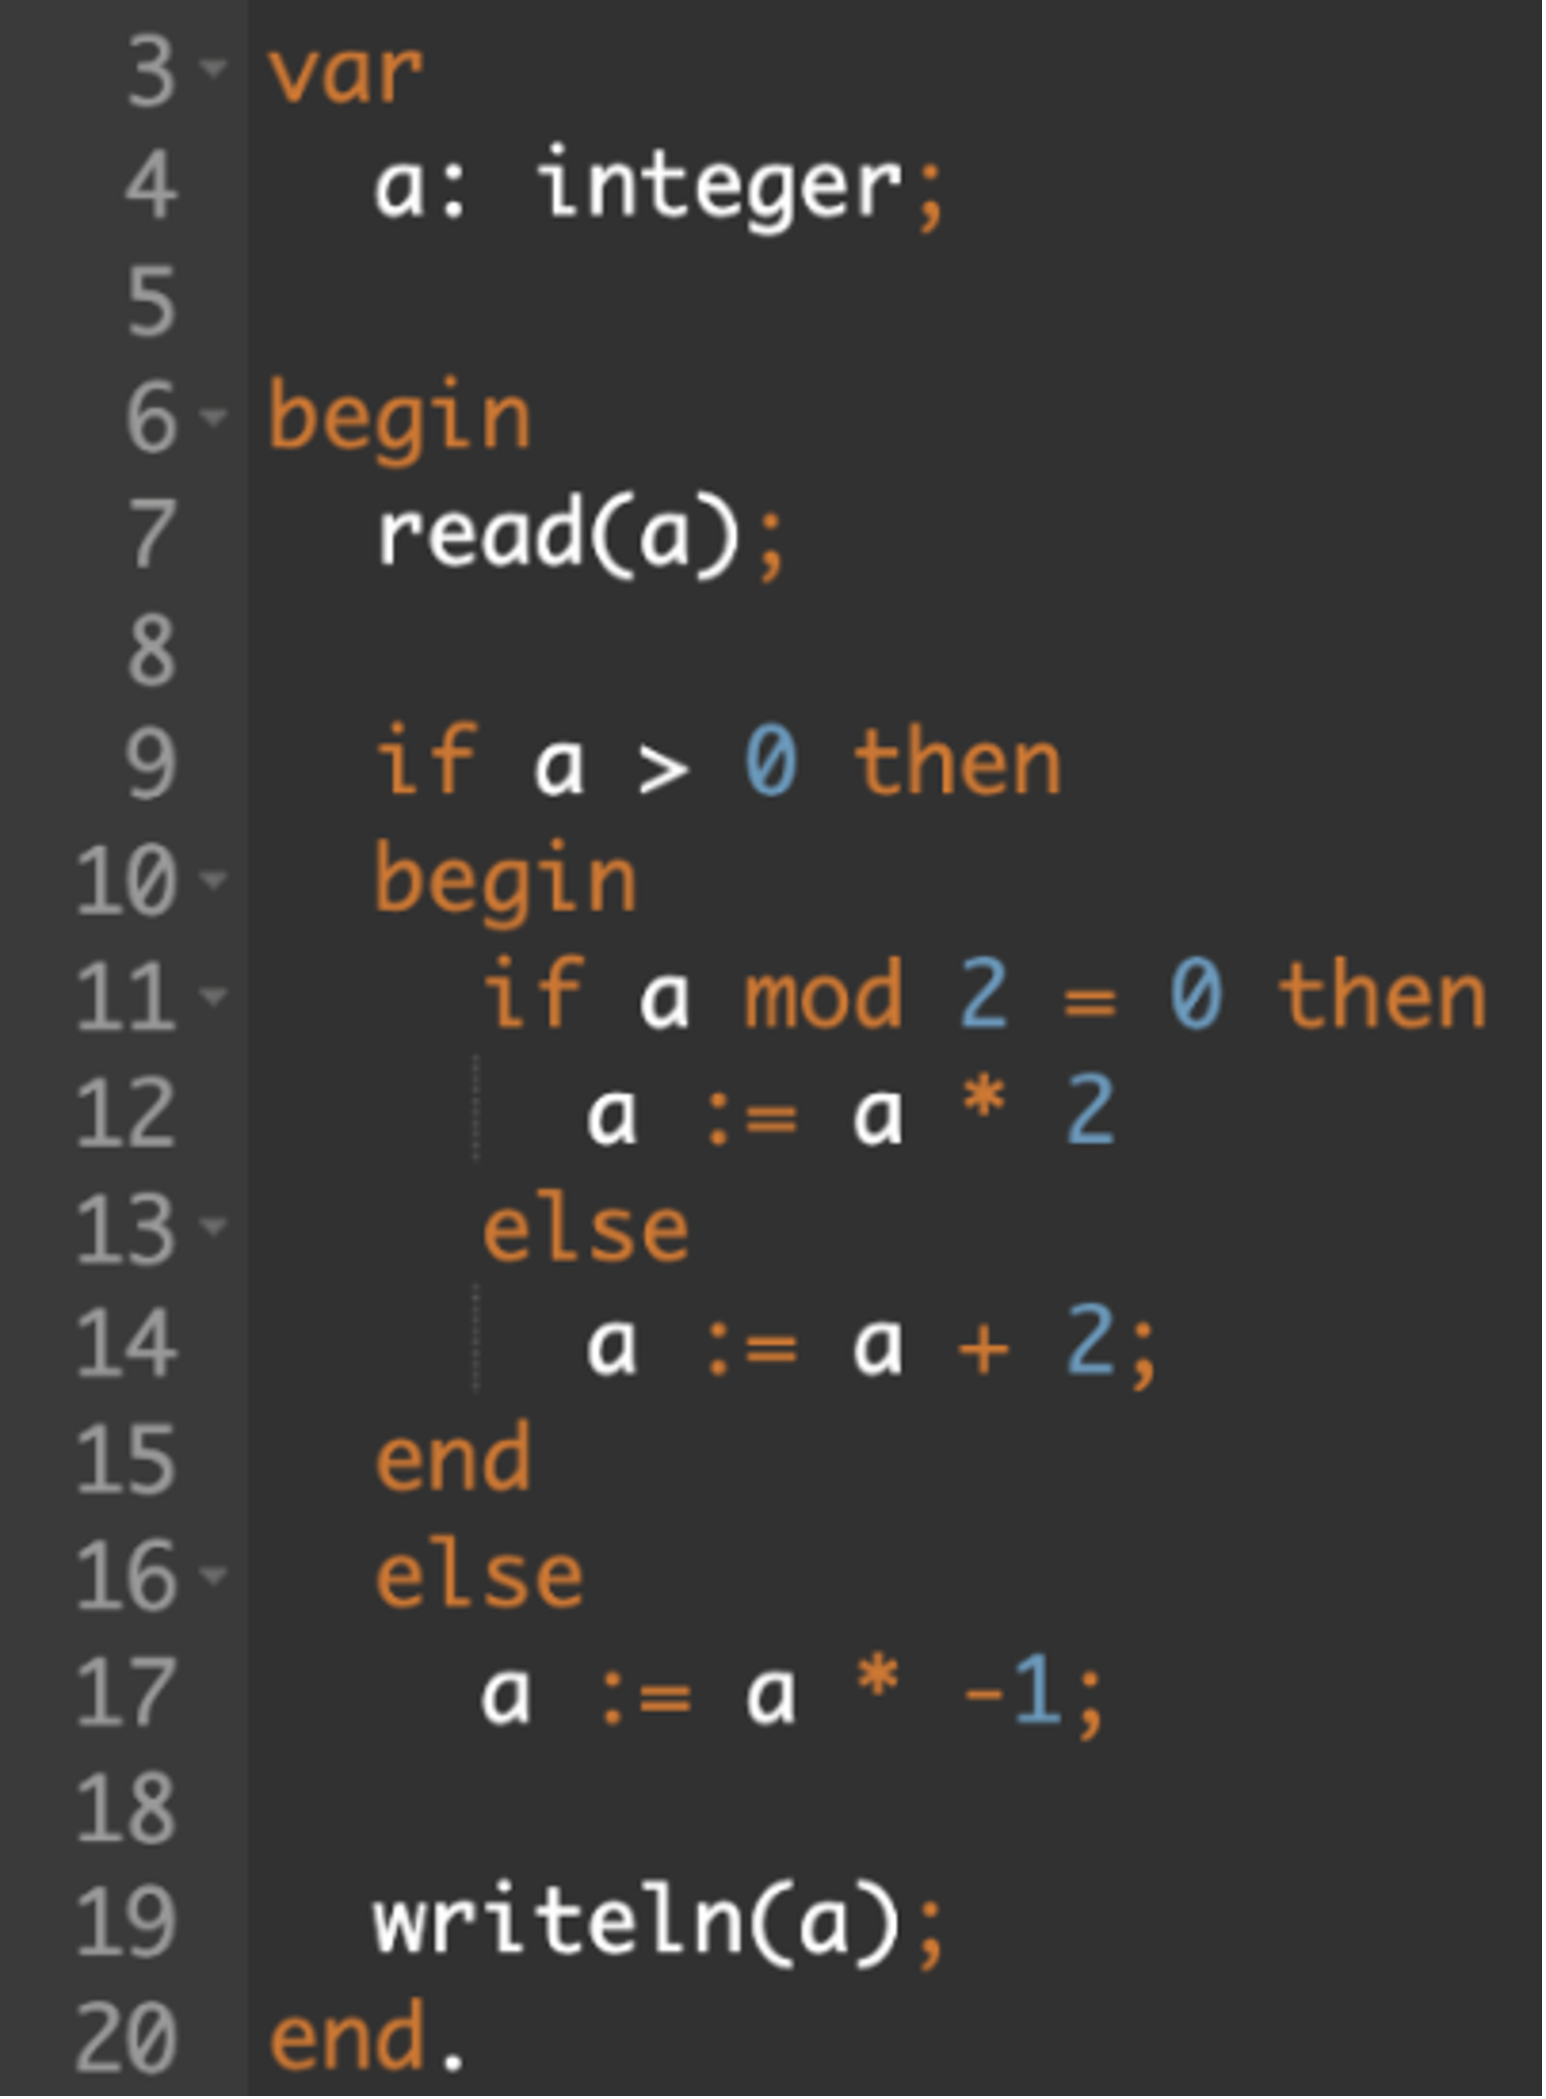 3 var
4   a: integer;
5
6 begin
7   read(a);
8
9   if a > 0 then
10   begin
11     if a mod 2 = 0 then
12       a := a * 2
13     else
14       a := a + 2;
15   end
16   else
17     a := a * -1;
18
19   writeln(a);
20 end.